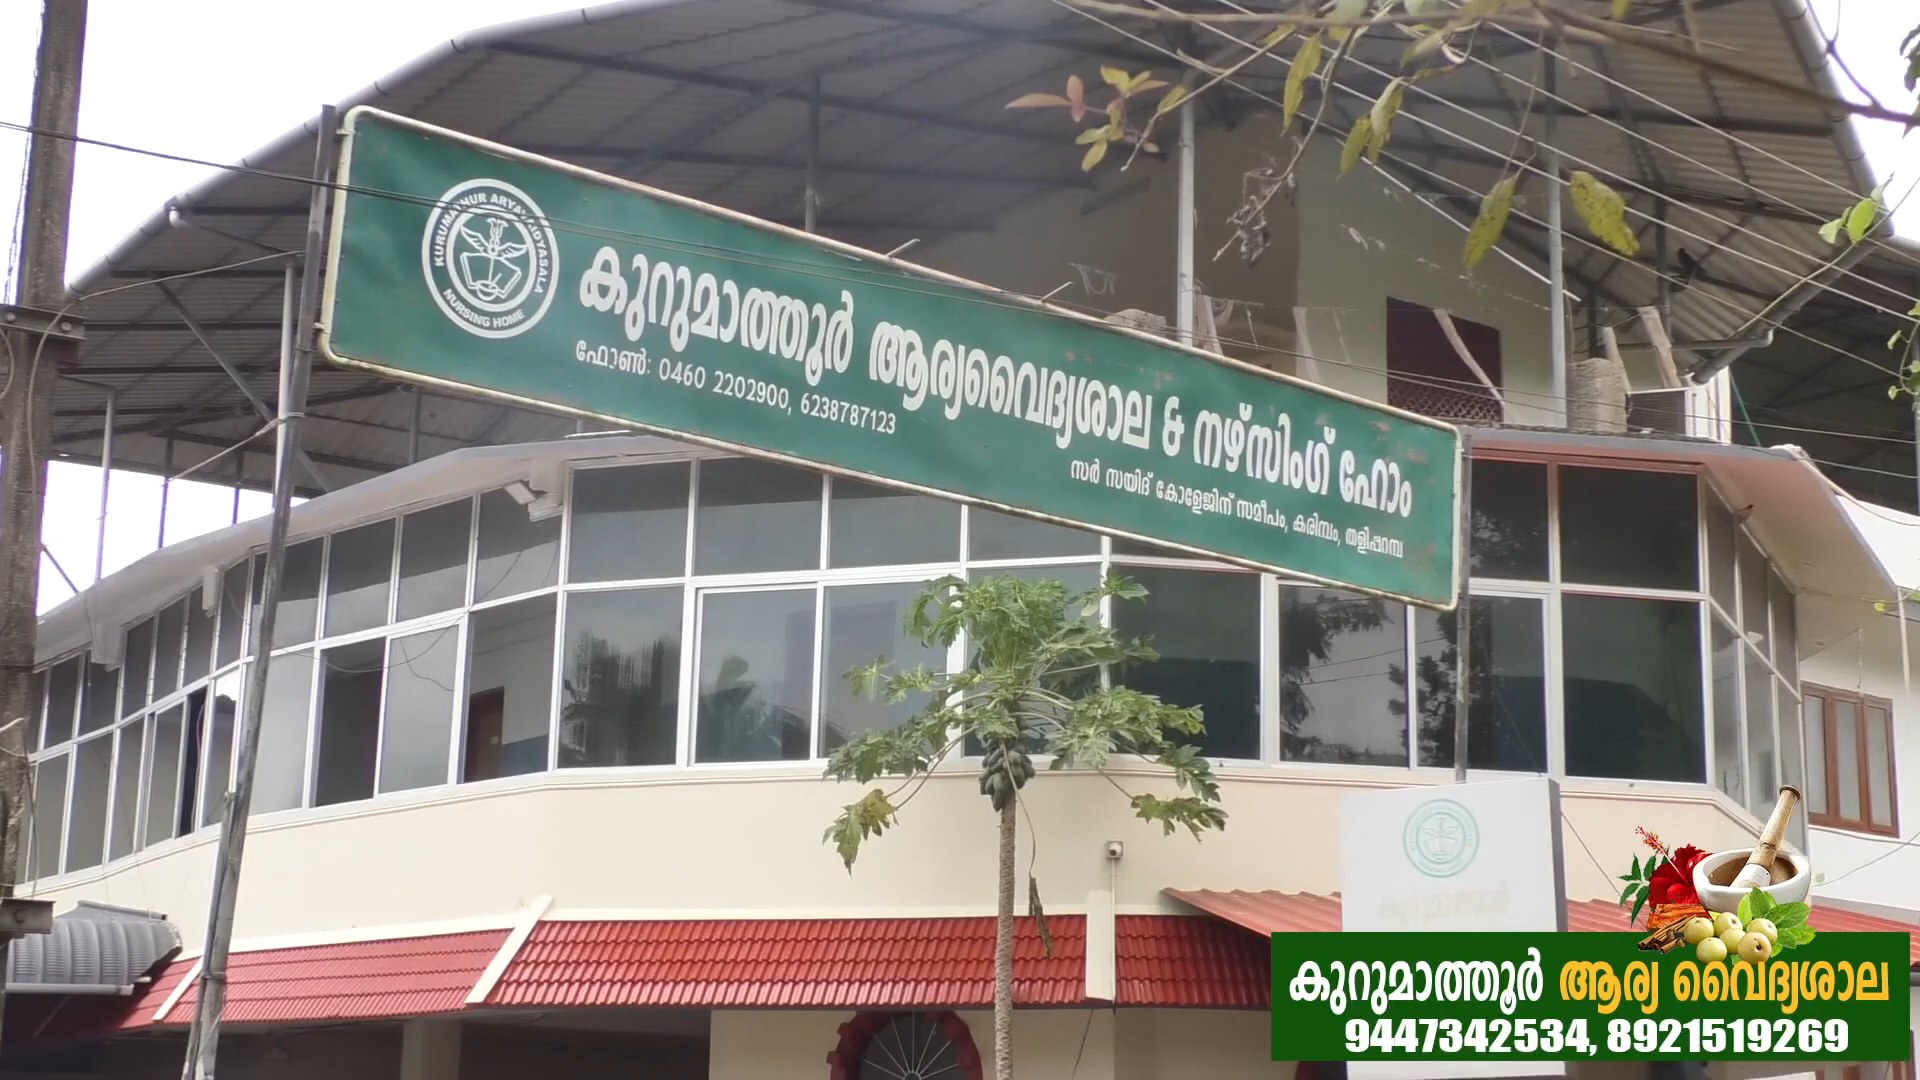 KURUMATHUR ARYAVAIDYASALA
NURSING HOME
കുറുമാത്തൂർ ആര്യവൈദ്യശാല & നഴ്സിംഗ് ഹോം
ഫോൺ: 0460 2202900, 6238787123
സർ സയിദ് കോളേജിന് സമീപം, കരിമ്പം, തളിപ്പറമ്പ
കുറുമാത്തൂർ ആര്യ വൈദ്യശാല
9447342534, 8921519269